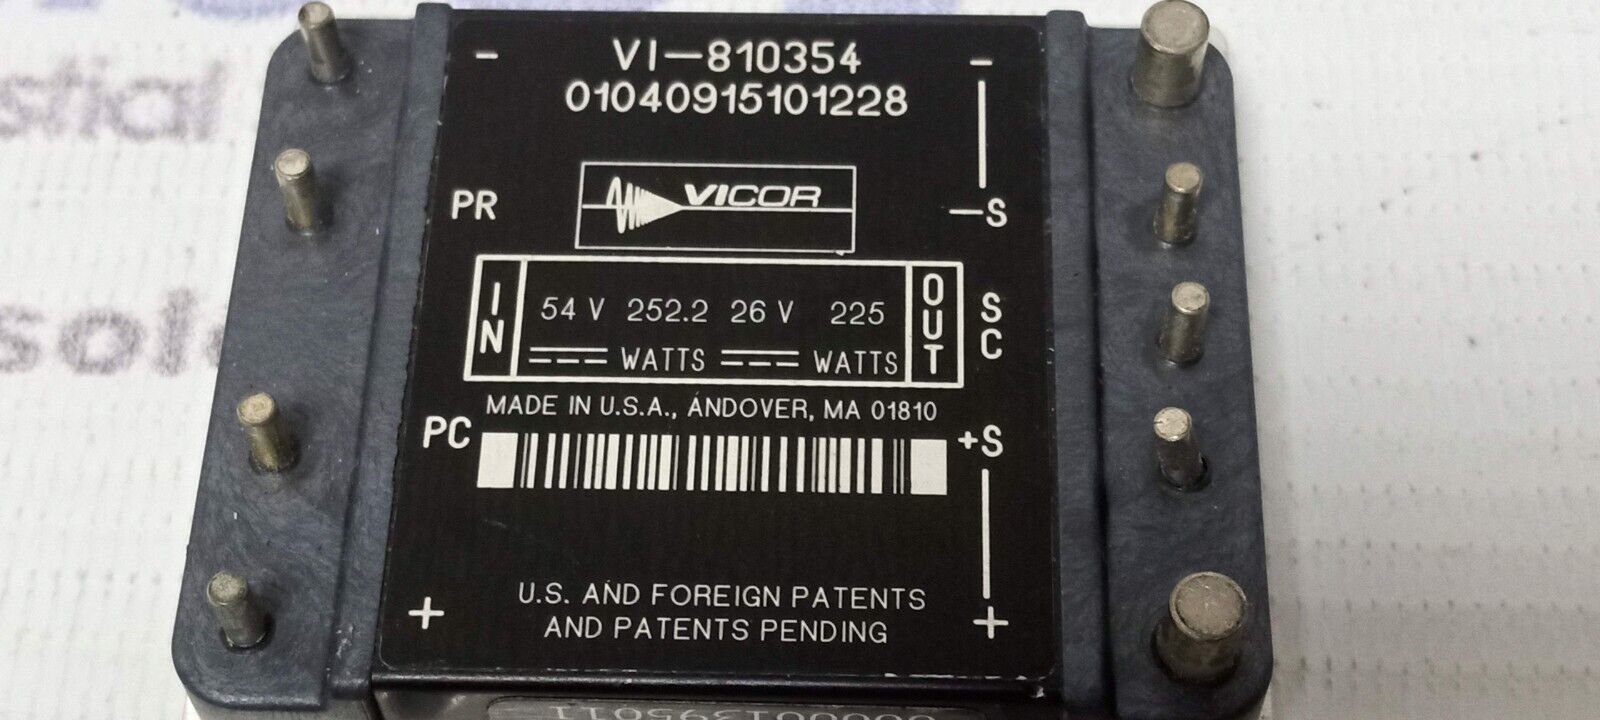 - VI-810354 -
01040915101228
PR VICOR -S
IN 54 V 252.2 26 V 225 OUT SC
WATTS WATTS
MADE IN U.S.A., ANDOVER, MA 01810
PC +S
U.S. AND FOREIGN PATENTS
+ AND PATENTS PENDING +